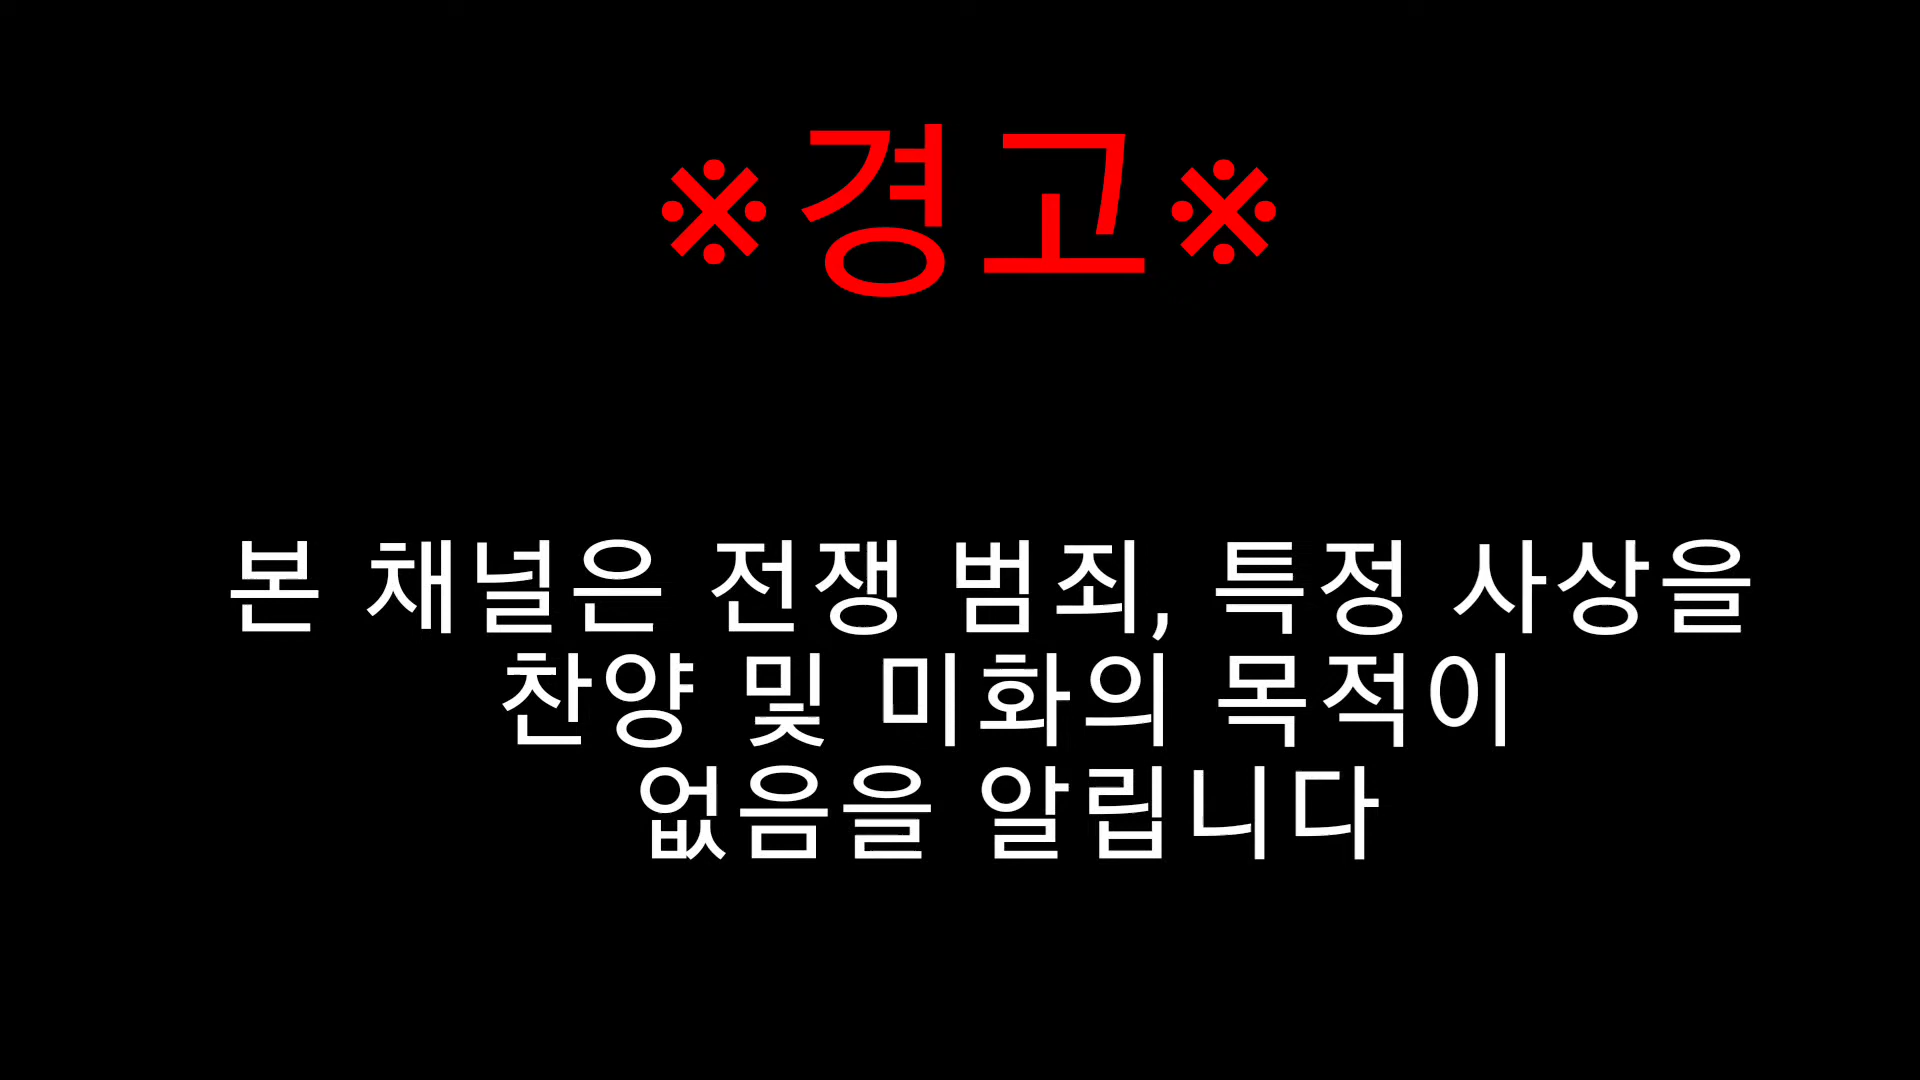 ※경고※
본 채널은 전쟁 범죄, 특정 사상을
찬양 및 미화의 목적이
없음을 알립니다